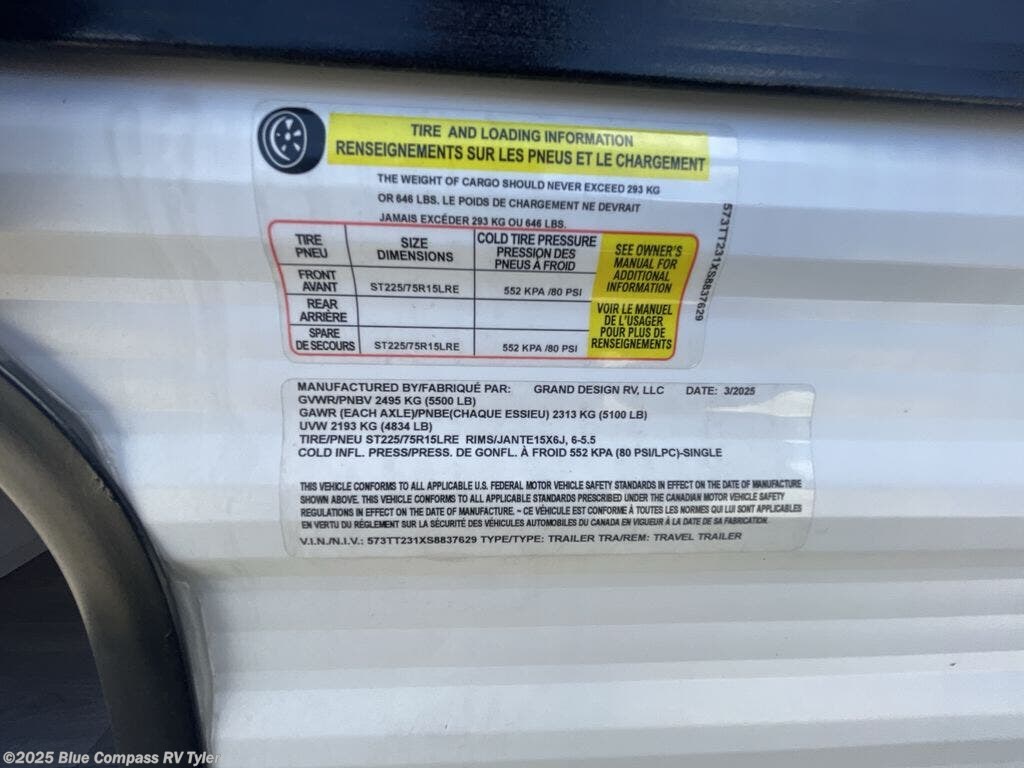 TIRE AND LOADING INFORMATION
RENSEIGNEMENTS SUR LES PNEUS ET LE CHARGEMENT
THE WEIGHT OF CARGO SHOULD NEVER EXCEED 293 KG
OR 646 LBS. LE POIDS DE CHARGEMENT NE DEVRAIT
JAMAIS EXCÉDER 293 KG OU 646 LBS.
TIRE PNEU SIZE DIMENSIONS COLD TIRE PRESSURE PRESSION DES PNEUS À FROID
FRONT AVANT ST225/75R15LRE 552 KPA /80 PSI
REAR ARRIÈRE
SPARE DE SECOURS ST225/75R15LRE 552 KPA /80 PSI
SEE OWNER'S
MANUAL FOR
ADDITIONAL
INFORMATION
VOIR LE MANUEL
DE L'USAGER
POUR PLUS DE
RENSEIGNEMENTS
573TT231XS8837629
MANUFACTURED BY/FABRIQUÉ PAR: GRAND DESIGN RV, LLC DATE: 3/2025
GVWR/PNBV 2495 KG (5500 LB)
GAWR (EACH AXLE)/PNBE(CHAQUE ESSIEU) 2313 KG (5100 LB)
UVW 2193 KG (4834 LB)
TIRE/PNEU ST225/75R15LRE RIMS/JANTE15X6J, 6-5.5
COLD INFL. PRESS/PRESS. DE GONFL. À FROID 552 KPA (80 PSI/LPC)-SINGLE
THIS VEHICLE CONFORMS TO ALL APPLICABLE U.S. FEDERAL MOTOR VEHICLE SAFETY STANDARDS IN EFFECT ON THE DATE OF MANUFACTURE
SHOWN ABOVE. THIS VEHICLE CONFORMS TO ALL APPLICABLE STANDARDS PRESCRIBED UNDER THE CANADIAN MOTOR VEHICLE SAFETY
REGULATIONS IN EFFECT ON THE DATE OF MANUFACTURE. ~ CE VÉHICULE EST CONFORME À TOUTES LES NORMES QUI LUI SONT APPLICABLES
EN VERTU DU RÉGLEMENT SUR LA SÉCURITÉ DES VÉHICULES AUTOMOBILES DU CANADA EN VIGUEUR À LA DATE DE SA FABRICATION.
V.I.N./N.I.V.: 573TT231XS8837629 TYPE/TYPE: TRAILER TRA/REM: TRAVEL TRAILER
©2025 Blue Compass RV Tyler